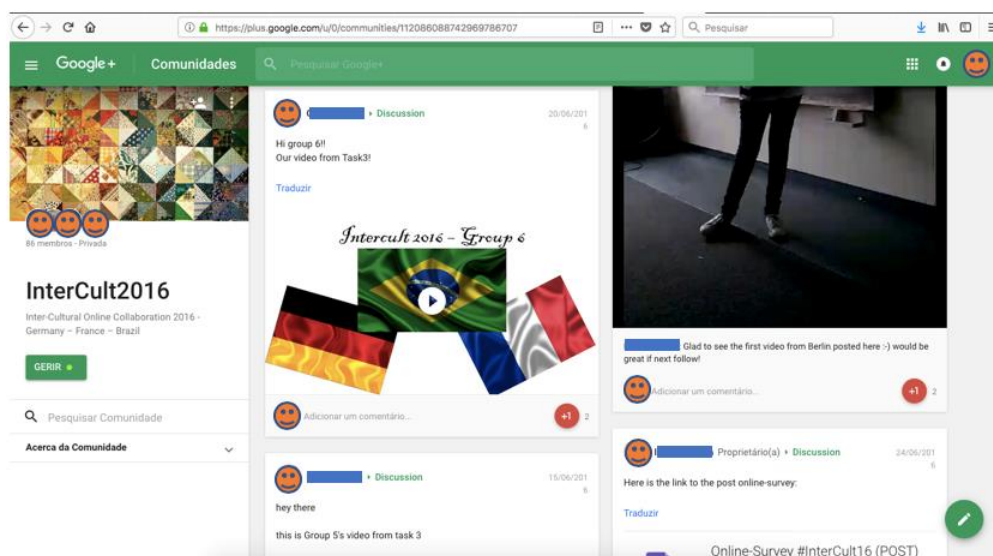 https://plus.google.com/u/0/communities/112086088742969786707
Pesquisar
Google+
Comunidades
Pesquisar Google+
86 membros - Privada
InterCult2016
Inter-Cultural Online Collaboration 2016 -
Germany – France – Brazil
GERIR
Pesquisar Comunidade
Acerca da Comunidade
Discussion
20/06/201
6
Hi group 6!!
Our video from Task3!
Traduzir
Intercult 2016 - Group 6
Adicionar um comentário...
+1
2
Discussion
15/06/201
6
hey there
this is Group 5's video from task 3
Glad to see the first video from Berlin posted here :-) would be
great if next follow!
Adicionar um comentário...
+1
2
Proprietário(a) Discussion
24/06/201
6
Here is the link to the post online-survey:
Traduzir
Online-Survey #InterCult16 (POST)